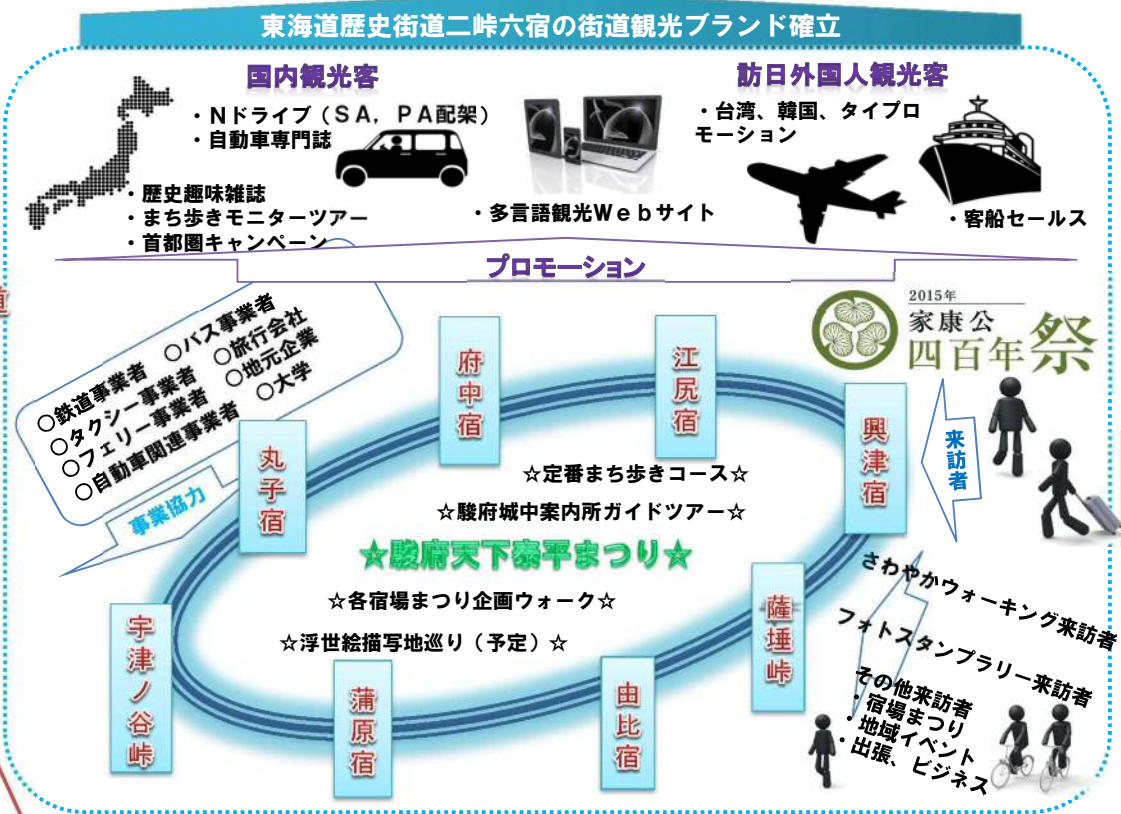 東海道歴史街道二峠六宿の街道観光ブランド確立
国内観光客
・Nドライブ（SA，PA配架）
・自動車専門誌
・歴史趣味雑誌
・まち歩きモニターツアー
・首都圏キャンペーン
・多言語観光Webサイト
訪日外国人観光客
・台湾、韓国、タイプロ
モーション
・客船セールス
プロモーション
○鉄道事業者 ○バス事業者
○タクシー事業者 ○旅行会社
○フェリー事業者 ○地元企業
○自動車関連事業者 ○大学
事業協力
2015年
家康公
四百年祭
府中宿
江尻宿
興津宿
丸子宿
来訪者
☆定番まち歩きコース☆
☆駿府城中案内所ガイドツアー☆
☆駿府天下泰平まつり☆
☆各宿場まつり企画ウォーク☆
☆浮世絵描写地巡り（予定）☆
宇津ノ谷峠
蒲原宿
由比宿
薩埵峠
さわやかウォーキング来訪者
フォトスタンプラリー来訪者
その他来訪者
・宿場まつり
・地域イベント
・出張、ビジネス